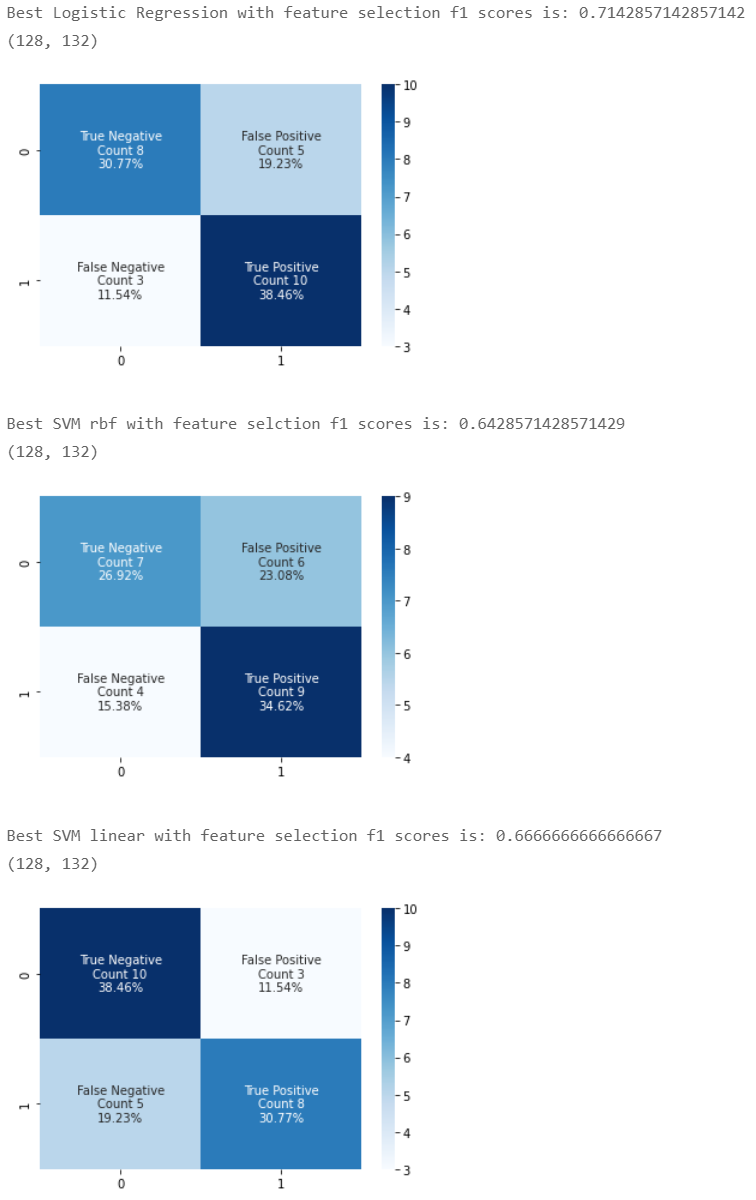 Best Logistic Regression with feature selection f1 scores is: 0.7142857142857142
(128, 132)
10
9
8
7
6
5
4
3
0
True Negative
Count 8
30.77%
False Positive
Count 5
19.23%
1
False Negative
Count 3
11.54%
True Positive
Count 10
38.46%
0
1
Best SVM rbf with feature selction f1 scores is: 0.6428571428571429
(128, 132)
9
8
7
6
5
4
0
True Negative
Count 7
26.92%
False Positive
Count 6
23.08%
1
False Negative
Count 4
15.38%
True Positive
Count 9
34.62%
0
1
Best SVM linear with feature selection f1 scores is: 0.6666666666666667
(128, 132)
10
9
8
7
6
5
4
3
0
True Negative
Count 10
38.46%
False Positive
Count 3
11.54%
1
False Negative
Count 5
19.23%
True Positive
Count 8
30.77%
0
1